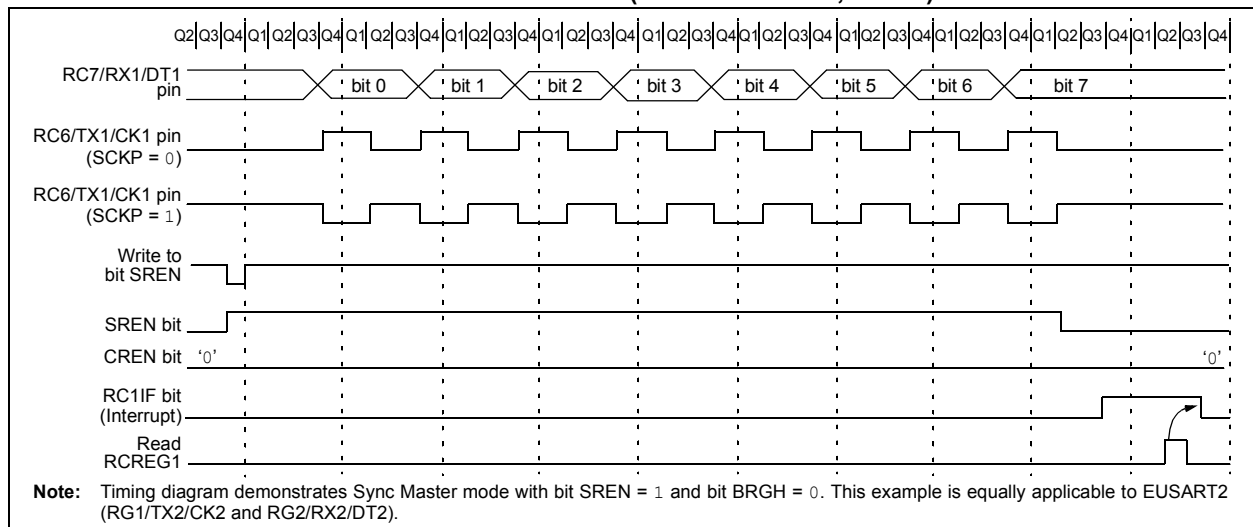 Q2 Q3 Q4 Q1 Q2 Q3 Q4 Q1 Q2 Q3 Q4 Q1 Q2 Q3 Q4 Q1 Q2 Q3 Q4 Q1 Q2 Q3 Q4 Q1 Q2 Q3 Q4 Q1 Q2 Q3 Q4 Q1 Q2 Q3 Q4 Q1 Q2 Q3 Q4 Q1 Q2 Q3 Q4
RC7/RX1/DT1
pin
bit 0 bit 1 bit 2 bit 3 bit 4 bit 5 bit 6 bit 7
RC6/TX1/CK1 pin
(SCKP = 0)
RC6/TX1/CK1 pin
(SCKP = 1)
Write to
bit SREN
SREN bit
CREN bit ‘0’ ‘0’
RC1IF bit
(Interrupt)
Read
RCREG1
Note: Timing diagram demonstrates Sync Master mode with bit SREN = 1 and bit BRGH = 0. This example is equally applicable to EUSART2
(RG1/TX2/CK2 and RG2/RX2/DT2).